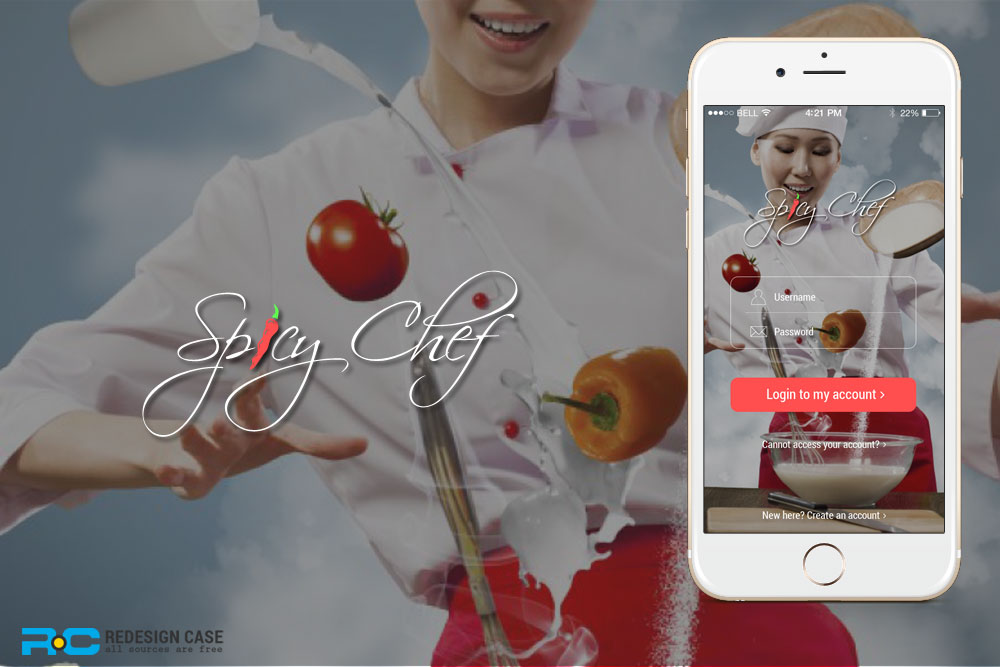 Spicy Chef
BELL 4:21 PM 22%
Spicy Chef
Username
Password
Login to my account >
Cannot access your account? >
New here? Create an account >
RC REDESIGN CASE
all sources are free